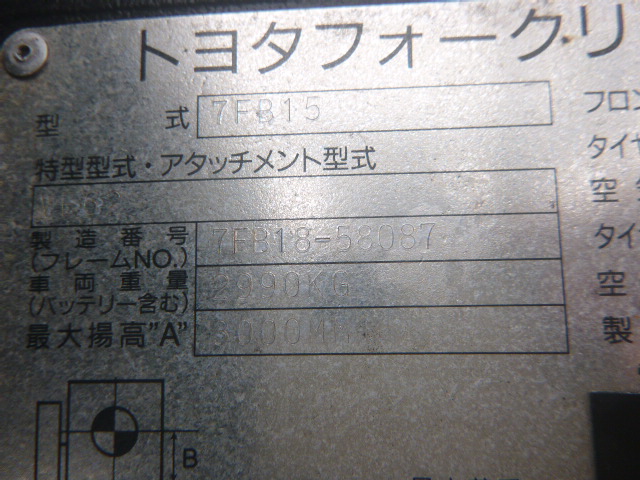 トヨタフォークリ
型 式 7FB15
特型型式・アタッチメント型式
製造番号 7FB18-58087
(フレームNO.)
車両重量 2990KG
(バッテリー含む)
最大揚高"A" 3000MM
フロン
タイヤ
空
タイ
空
製
B